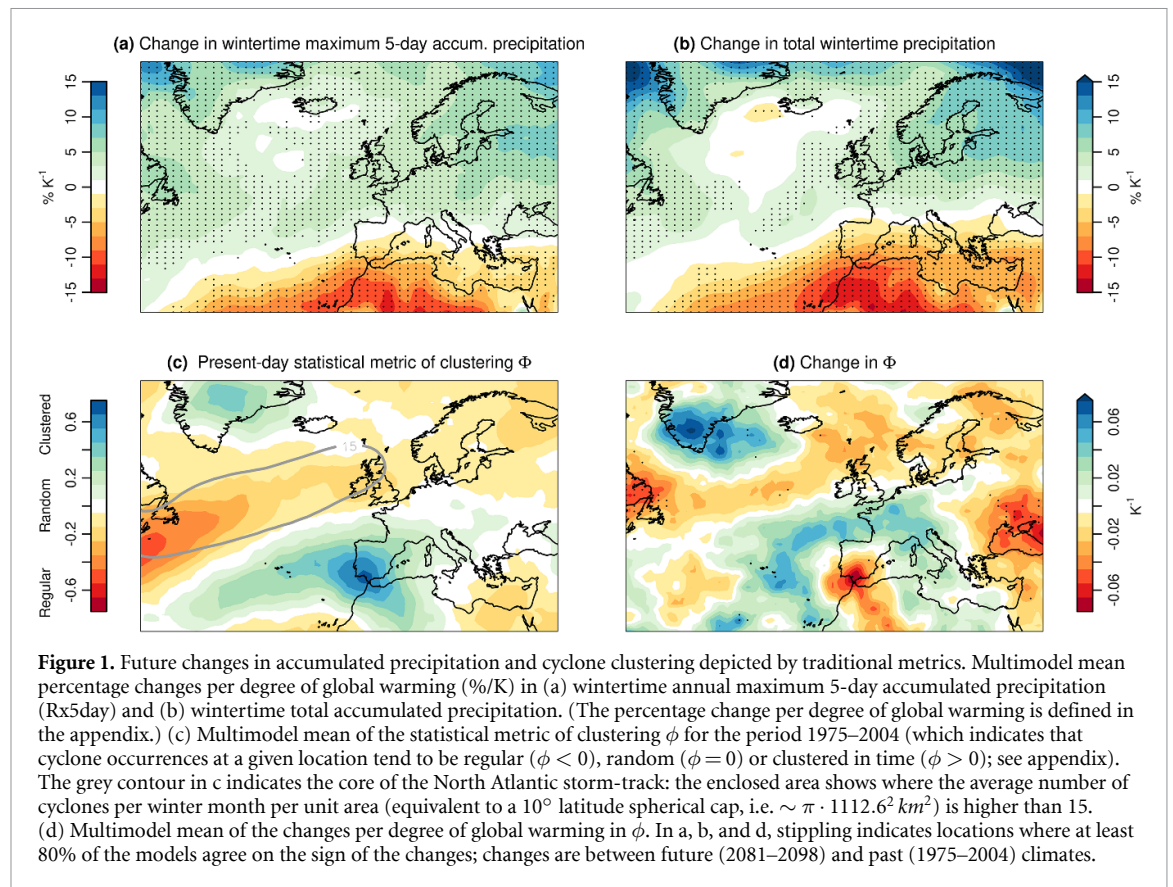 (a) Change in wintertime maximum 5-day accum. precipitation
(b) Change in total wintertime precipitation
15
10
5
0
-5
-10
-15
% K⁻¹
15
10
5
0
-5
-10
-15
% K⁻¹
(c) Present-day statistical metric of clustering Φ
(d) Change in Φ
Clustered
Random
Regular
0.6
0.2
-0.2
-0.6
15
0.06
0.02
-0.02
-0.06
K⁻¹
Figure 1. Future changes in accumulated precipitation and cyclone clustering depicted by traditional metrics. Multimodel mean
percentage changes per degree of global warming (%/K) in (a) wintertime annual maximum 5-day accumulated precipitation
(Rx5day) and (b) wintertime total accumulated precipitation. (The percentage change per degree of global warming is defined in
the appendix.) (c) Multimodel mean of the statistical metric of clustering ϕ for the period 1975–2004 (which indicates that
cyclone occurrences at a given location tend to be regular (ϕ < 0), random (ϕ = 0) or clustered in time (ϕ > 0); see appendix).
The grey contour in c indicates the core of the North Atlantic storm-track: the enclosed area shows where the average number of
cyclones per winter month per unit area (equivalent to a 10° latitude spherical cap, i.e. ∼ π · 1112.6² km²) is higher than 15.
(d) Multimodel mean of the changes per degree of global warming in ϕ. In a, b, and d, stippling indicates locations where at least
80% of the models agree on the sign of the changes; changes are between future (2081–2098) and past (1975–2004) climates.